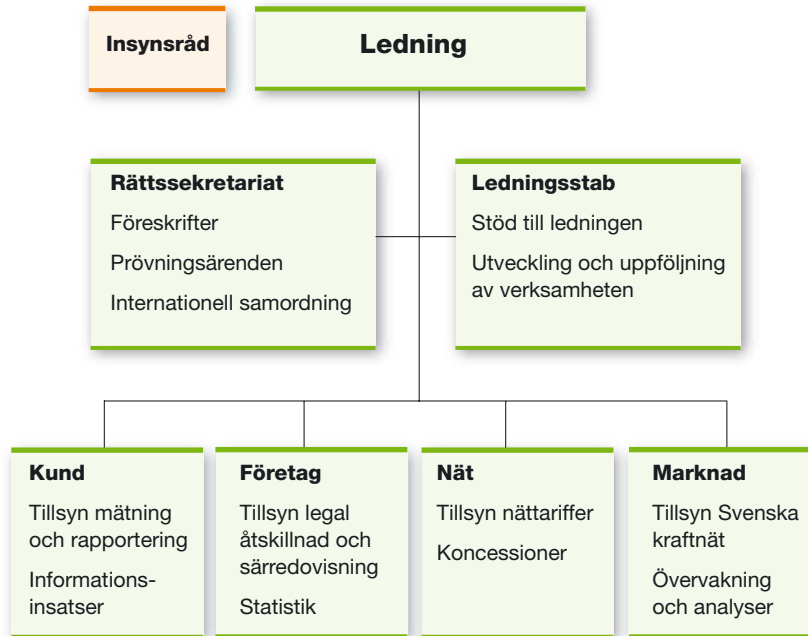 Insynsråd
Ledning
Rättssekretariat
Föreskrifter
Prövningsärenden
Internationell samordning
Ledningsstab
Stöd till ledningen
Utveckling och uppföljning
av verksamheten
Kund
Tillsyn mätning
och rapportering
Informations-
insatser
Företag
Tillsyn legal
åtskillnad och
särredovisning
Statistik
Nät
Tillsyn nättariffer
Koncessioner
Marknad
Tillsyn Svenska
kraftnät
Övervakning
och analyser